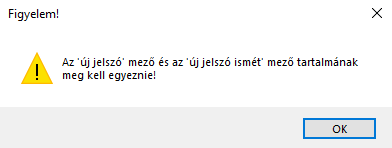 Figyelem!
Az 'új jelszó' mező és az 'új jelszó ismét' mező tartalmának
meg kell egyeznie!
OK